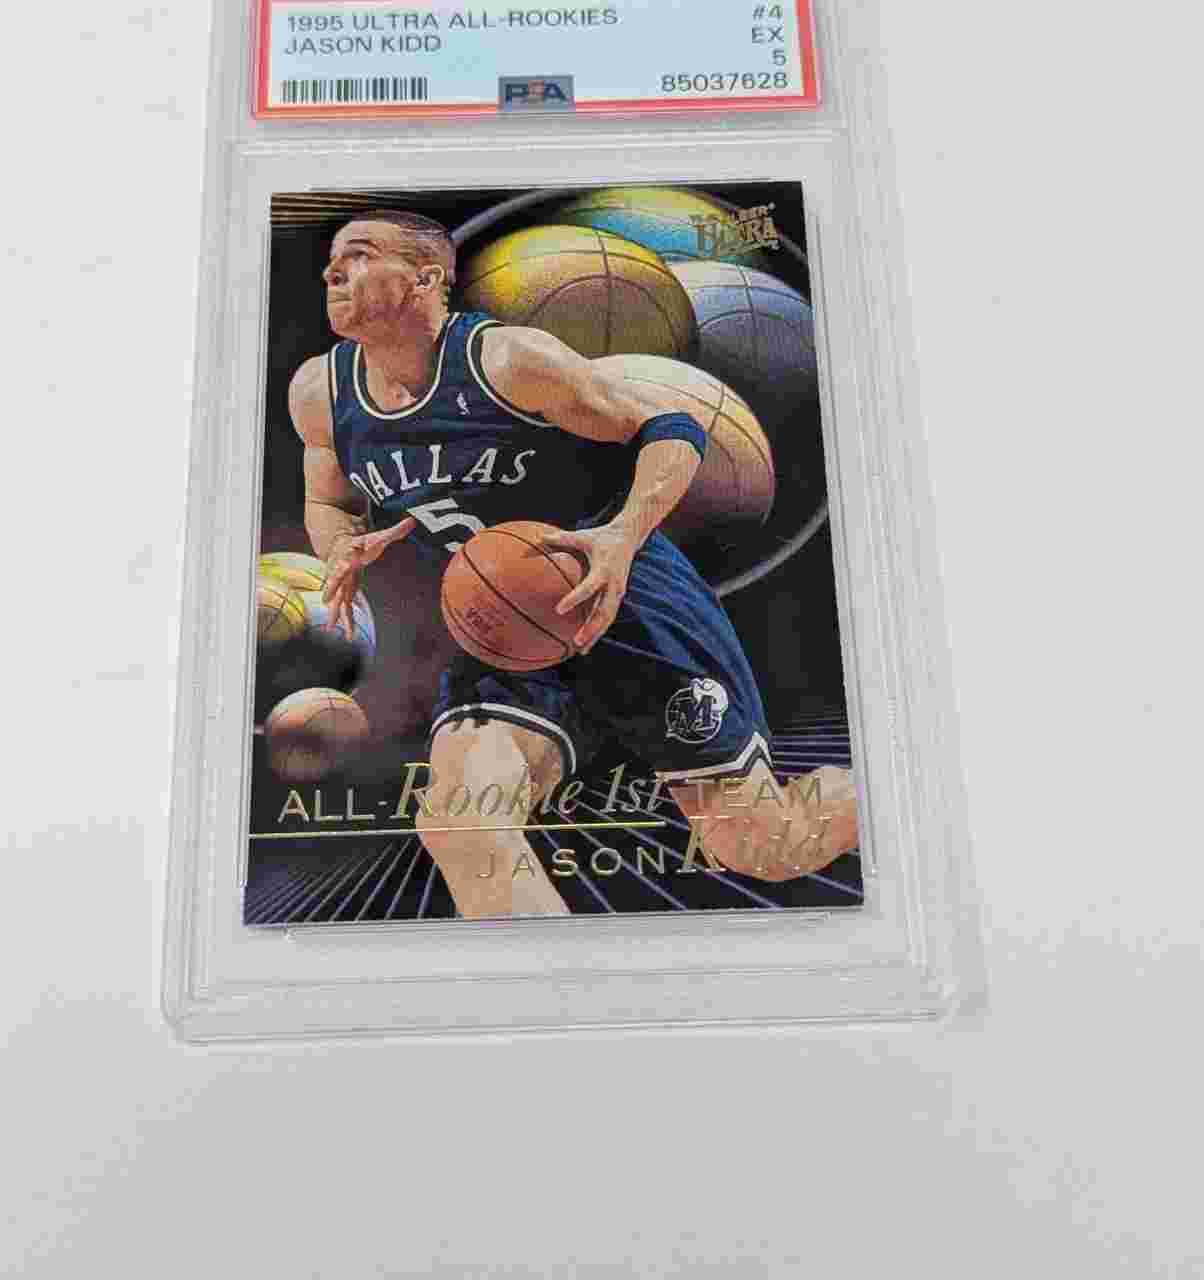 1995 ULTRA ALL-ROOKIES #4
JASON KIDD EX
5
PSA 85037628
FLEER®
ULTRA
DALLAS
5
M
ALL-Rookie 1st TEAM
JASON Kidd